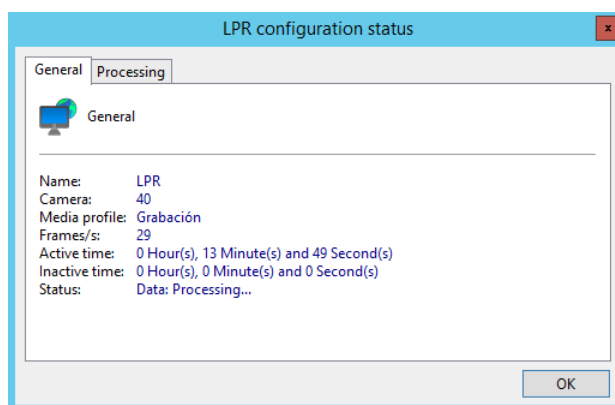 LPR configuration status
x
General Processing
General
Name: LPR
Camera: 40
Media profile: Grabación
Frames/s: 29
Active time: 0 Hour(s), 13 Minute(s) and 49 Second(s)
Inactive time: 0 Hour(s), 0 Minute(s) and 0 Second(s)
Status: Data: Processing...
OK